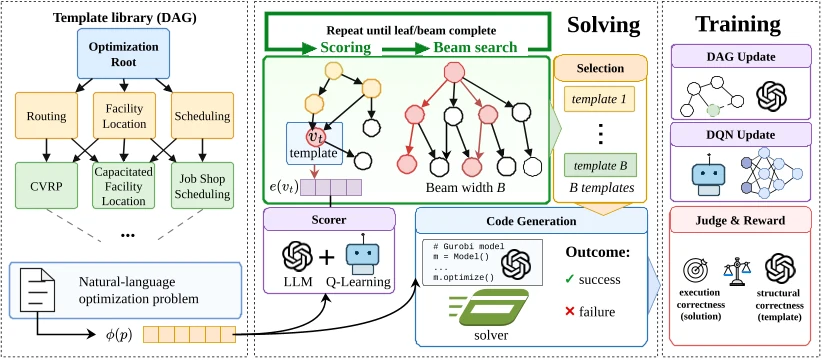 Template library (DAG)
Optimization
Root
Routing
Facility
Location
Scheduling
CVRP
Capacitated
Facility
Location
Job Shop
Scheduling
...
Natural-language
optimization problem
ϕ(p)
Solving
Repeat until leaf/beam complete
Scoring
Beam search
v_t
template
e(v_t)
Beam width B
Selection
template 1
⋮
template B
B templates
Scorer
LLM
+
Q-Learning
Code Generation
# Gurobi model
m = Model()
...
m.optimize()
solver
Outcome:
✓ success
✗ failure
Training
DAG Update
DQN Update
Judge & Reward
execution
correctness
(solution)
structural
correctness
(template)